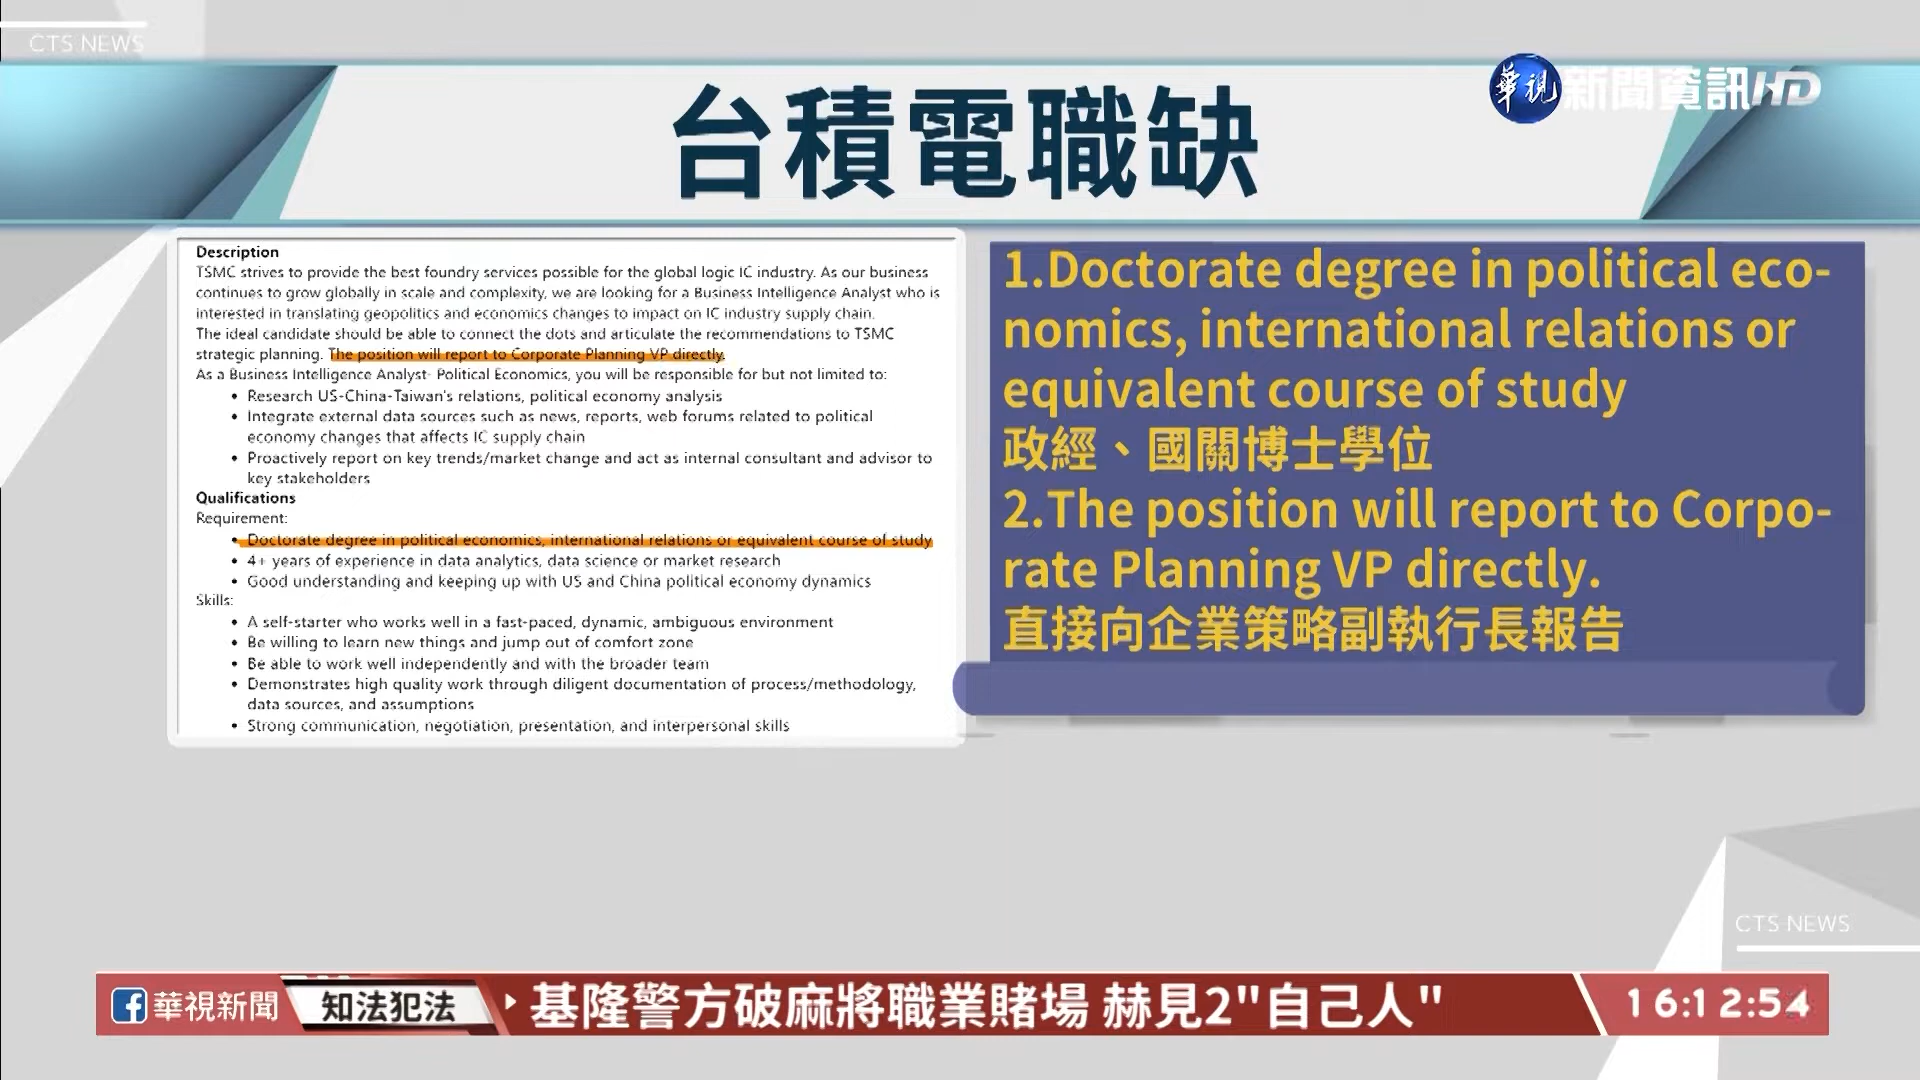 CTS NEWS
台積電職缺
華視 新聞資訊HD
Description
TSMC strives to provide the best foundry services possible for the global logic IC industry. As our business
continues to grow globally in scale and complexity, we are looking for a Business Intelligence Analyst who is
interested in translating geopolitics and economics changes to impact on IC industry supply chain.
The ideal candidate should be able to connect the dots and articulate the recommendations to TSMC
strategic planning. The position will report to Corporate Planning VP directly.
As a Business Intelligence Analyst- Political Economics, you will be responsible for but not limited to:
• Research US-China-Taiwan's relations, political economy analysis
• Integrate external data sources such as news, reports, web forums related to political
economy changes that affects IC supply chain
• Proactively report on key trends/market change and act as internal consultant and advisor to
key stakeholders
Qualifications
Requirement:
• Doctorate degree in political economics, international relations or equivalent course of study
• 4+ years of experience in data analytics, data science or market research
• Good understanding and keeping up with US and China political economy dynamics
Skills:
• A self-starter who works well in a fast-paced, dynamic, ambiguous environment
• Be willing to learn new things and jump out of comfort zone
• Be able to work well independently and with the broader team
• Demonstrates high quality work through diligent documentation of process/methodology,
data sources, and assumptions
• Strong communication, negotiation, presentation, and interpersonal skills
1.Doctorate degree in political eco-
nomics, international relations or
equivalent course of study
政經、國關博士學位
2.The position will report to Corpo-
rate Planning VP directly.
直接向企業策略副執行長報告
CTS NEWS
華視新聞
知法犯法
基隆警方破麻將職業賭場 赫見2"自己人"
16:12:54